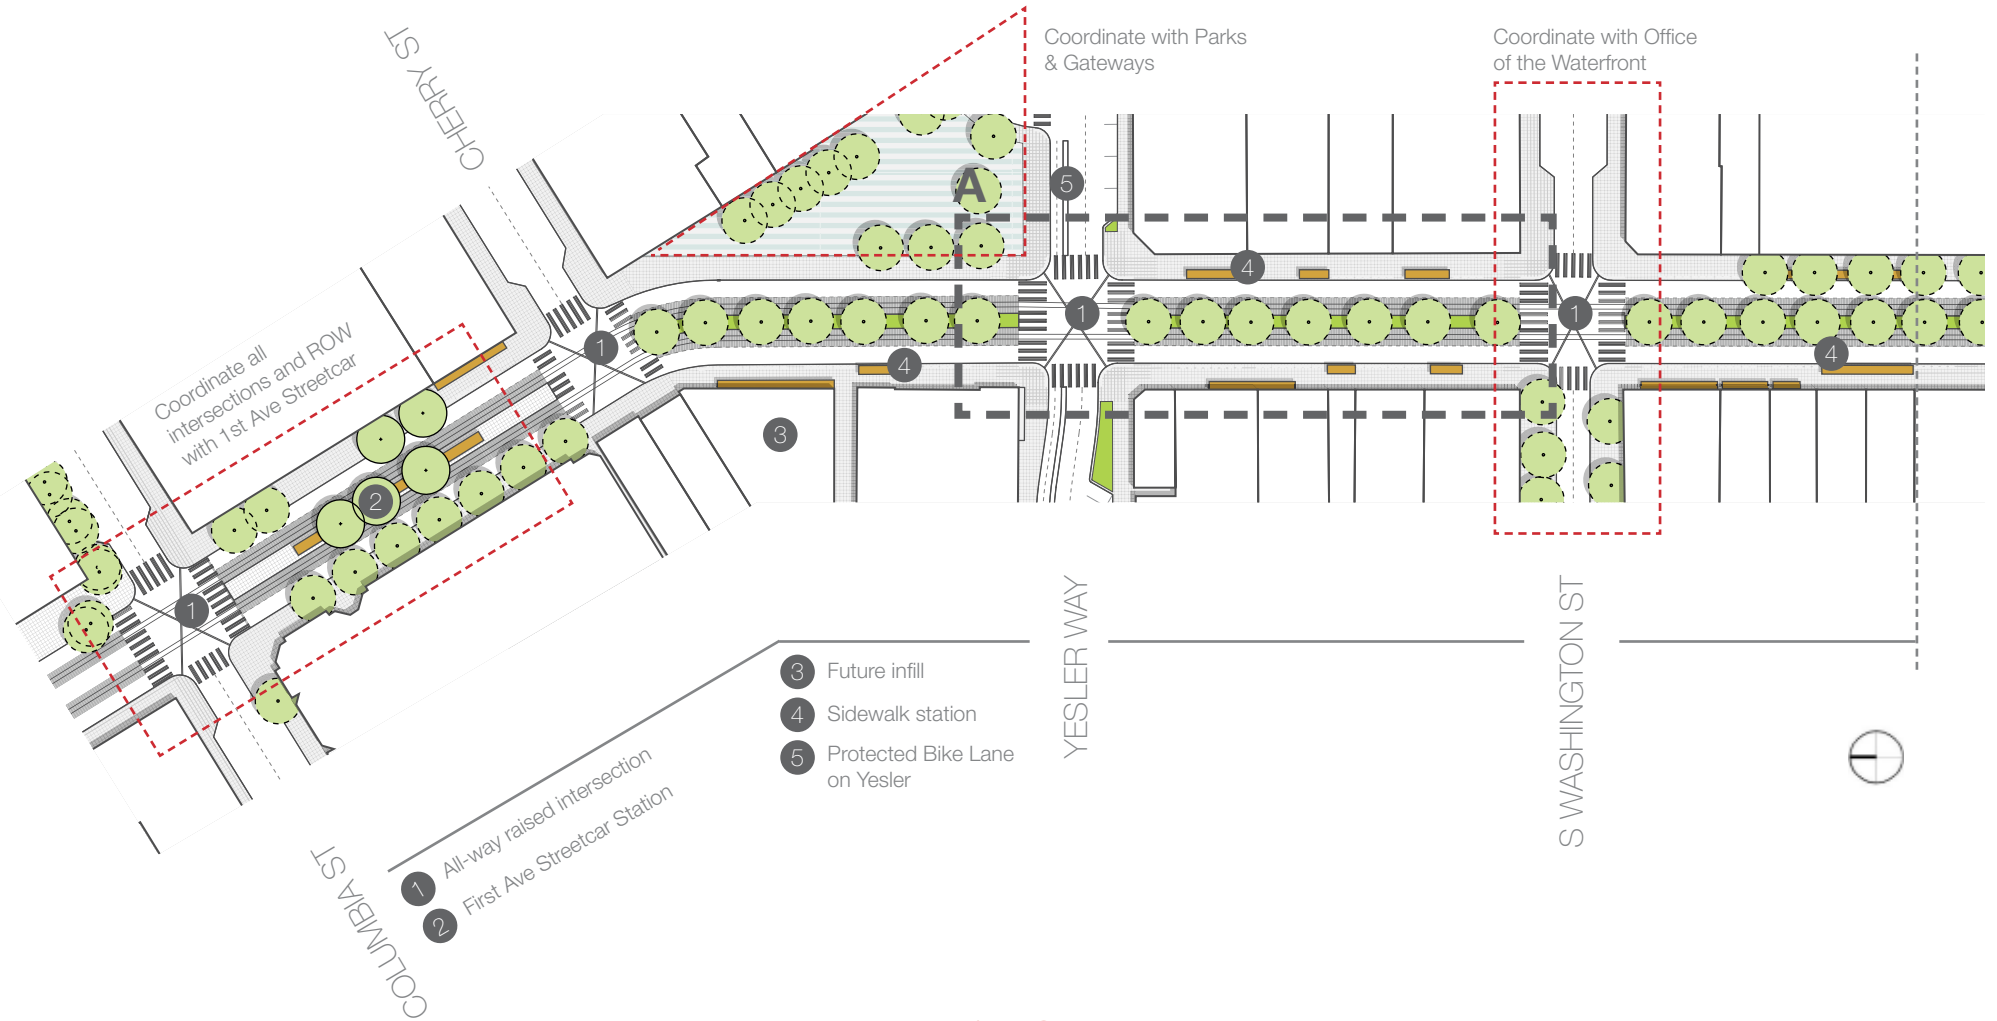 CHERRY ST
Coordinate with Parks
& Gateways
Coordinate with Office
of the Waterfront
A
5
4
1
1
1
4
4
Coordinate all
intersections and ROW
with 1st Ave Streetcar
3
2
1
YESLER WAY
S WASHINGTON ST
3 Future infill
4 Sidewalk station
5 Protected Bike Lane
on Yesler
1 All-way raised intersection
2 First Ave Streetcar Station
COLUMBIA ST